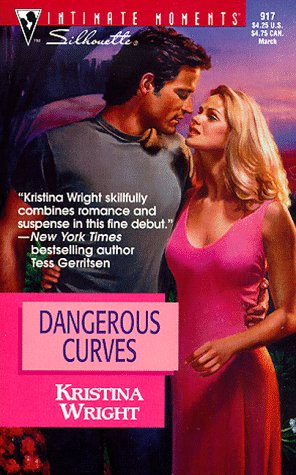 INTIMATE MOENTS®
Silhouette®
917
$4.25 U.S.
$4.75 CAN.
March
"Kristina Wright skillfully
combines romance and
suspense in this fine debut."
—New York Times
bestselling author
Tess Gerritsen
DANGEROUS
CURVES
KRISTINA
WRIGHT